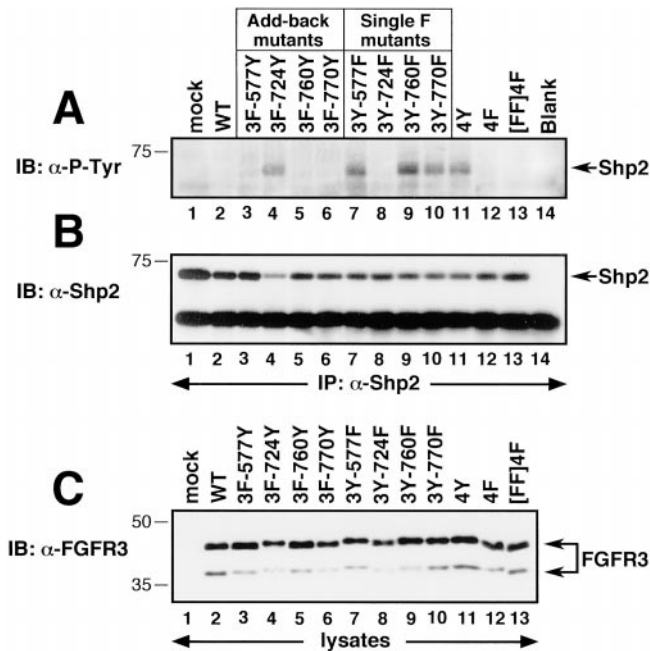 Add-back mutants
Single F mutants
A
mock
WT
3F-577Y
3F-724Y
3F-760Y
3F-770Y
3Y-577F
3Y-724F
3Y-760F
3Y-770F
4Y
4F
[FF]4F
Blank
75
IB: α-P-Tyr
Shp2
1 2 3 4 5 6 7 8 9 10 11 12 13 14
B
75
IB: α-Shp2
Shp2
1 2 3 4 5 6 7 8 9 10 11 12 13 14
IP: α-Shp2
C
mock
WT
3F-577Y
3F-724Y
3F-760Y
3F-770Y
3Y-577F
3Y-724F
3Y-760F
3Y-770F
4Y
4F
[FF]4F
50
IB: α-FGFR3
FGFR3
35
1 2 3 4 5 6 7 8 9 10 11 12 13
lysates